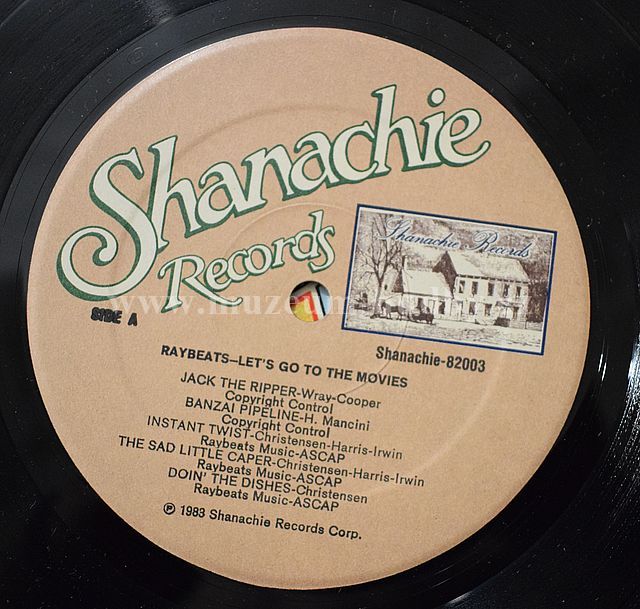 Shanachie
Records
Shanachie Records
SIDE A
Shanachie-82003
RAYBEATS—LET'S GO TO THE MOVIES
JACK THE RIPPER-Wray-Cooper
Copyright Control
BANZAI PIPELINE-H. Mancini
Copyright Control
INSTANT TWIST-Christensen-Harris-Irwin
Raybeats Music-ASCAP
THE SAD LITTLE CAPER-Christensen-Harris-Irwin
Raybeats Music-ASCAP
DOIN' THE DISHES-Christensen
Raybeats Music-ASCAP
℗ 1983 Shanachie Records Corp.